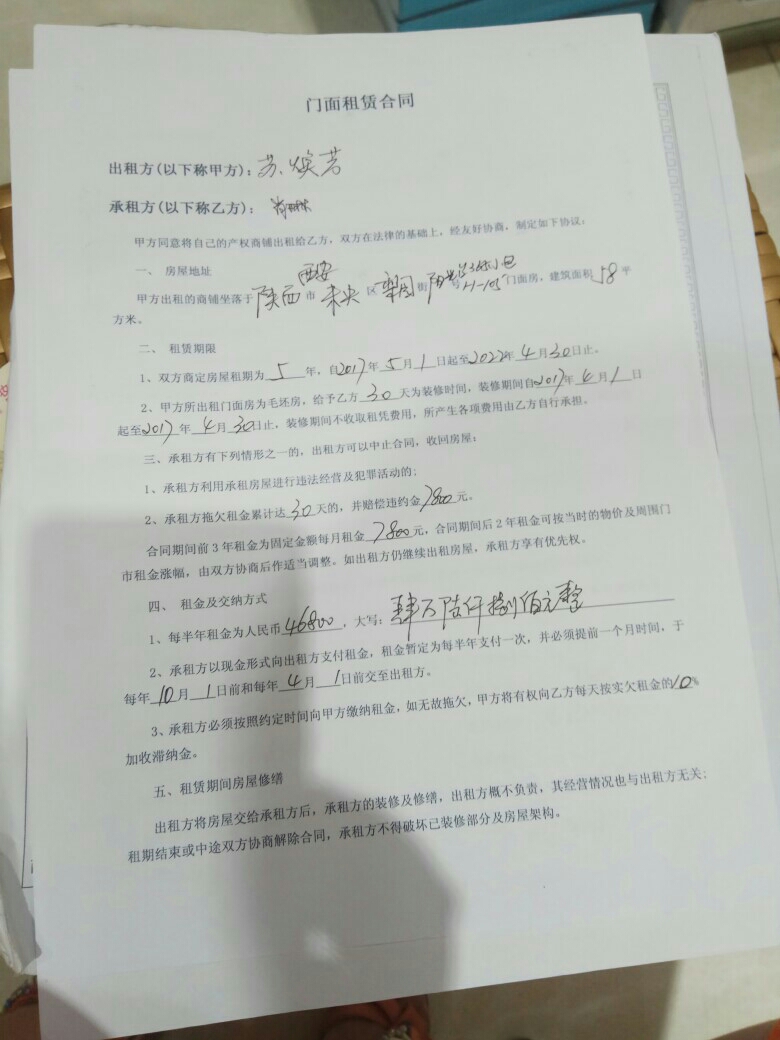 门面租赁合同
出租方(以下称甲方)：苏焕芳
承租方(以下称乙方)：
甲方同意将自己的产权商铺出租给乙方，双方在法律的基础上，经友好协商，制定如下协议：
一、 房屋地址
甲方出租的商铺坐落于陕西西安市未央区梨园街号门面房，建筑面积58平
方米。
二、 租赁期限
1、双方商定房屋租期为5年，自2017年5月1日起至2022年4月30日止。
2、甲方所出租门面房为毛坯房，给予乙方30天为装修时间，装修期间自2017年4月1日
起至2017年4月30日止，装修期间不收取租凭费用，所产生各项费用由乙方自行承担。
三、承租方有下列情形之一的，出租方可以中止合同，收回房屋：
1、承租方利用承租房屋进行违法经营及犯罪活动的;
2、承租方拖欠租金累计达30天的，并赔偿违约金7800元。
合同期间前3年租金为固定金额每月租金7800元，合同期间后2年租金可按当时的物价及周围门
市租金涨幅，由双方协商后作适当调整。如出租方仍继续出租房屋，承租方享有优先权。
四、 租金及交纳方式
1、每半年租金为人民币46800，大写：肆万陆仟捌佰元整
2、承租方以现金形式向出租方支付租金，租金暂定为每半年支付一次，并必须提前一个月时间，于
每年10月1日前和每年4月1日前交至出租方。
3、承租方必须按照约定时间向甲方缴纳租金，如无故拖欠，甲方将有权向乙方每天按实欠租金的10%
加收滞纳金。
五、租赁期间房屋修缮
出租方将房屋交给承租方后，承租方的装修及修缮，出租方概不负责，其经营情况也与出租方无关;
租期结束或中途双方协商解除合同，承租方不得破坏已装修部分及房屋架构。